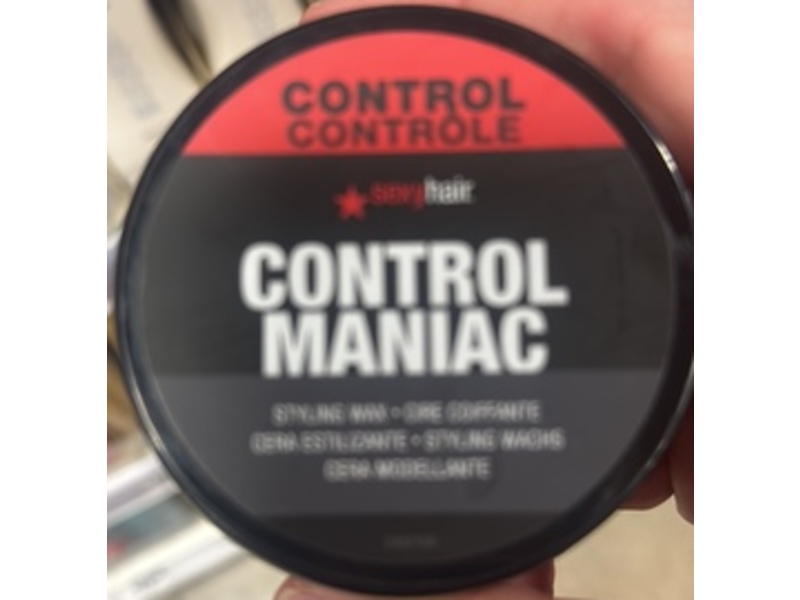 CONTROL
CONTRÔLE
sexyhair
CONTROL
MANIAC
STYLING WAX • CIRE COIFFANTE
CERA ESTILIZANTE • STYLING WACHS
CERA MODELLANTE